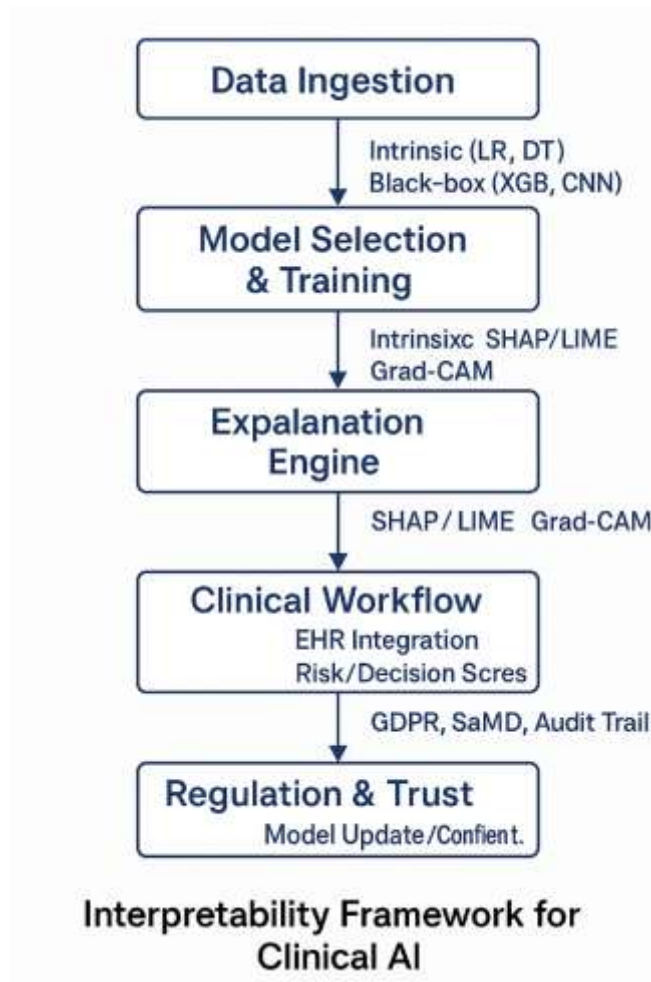 Data Ingestion
Intrinsic (LR, DT)
Black-box (XGB, CNN)
Model Selection
& Training
Intrinsixc SHAP/LIME
Grad-CAM
Expalanation
Engine
SHAP / LIME Grad-CAM
Clinical Workflow
EHR Integration
Risk/Decision Scres
GDPR, SaMD, Audit Trail
Regulation & Trust
Model Update/Confient.
Interpretability Framework for
Clinical AI